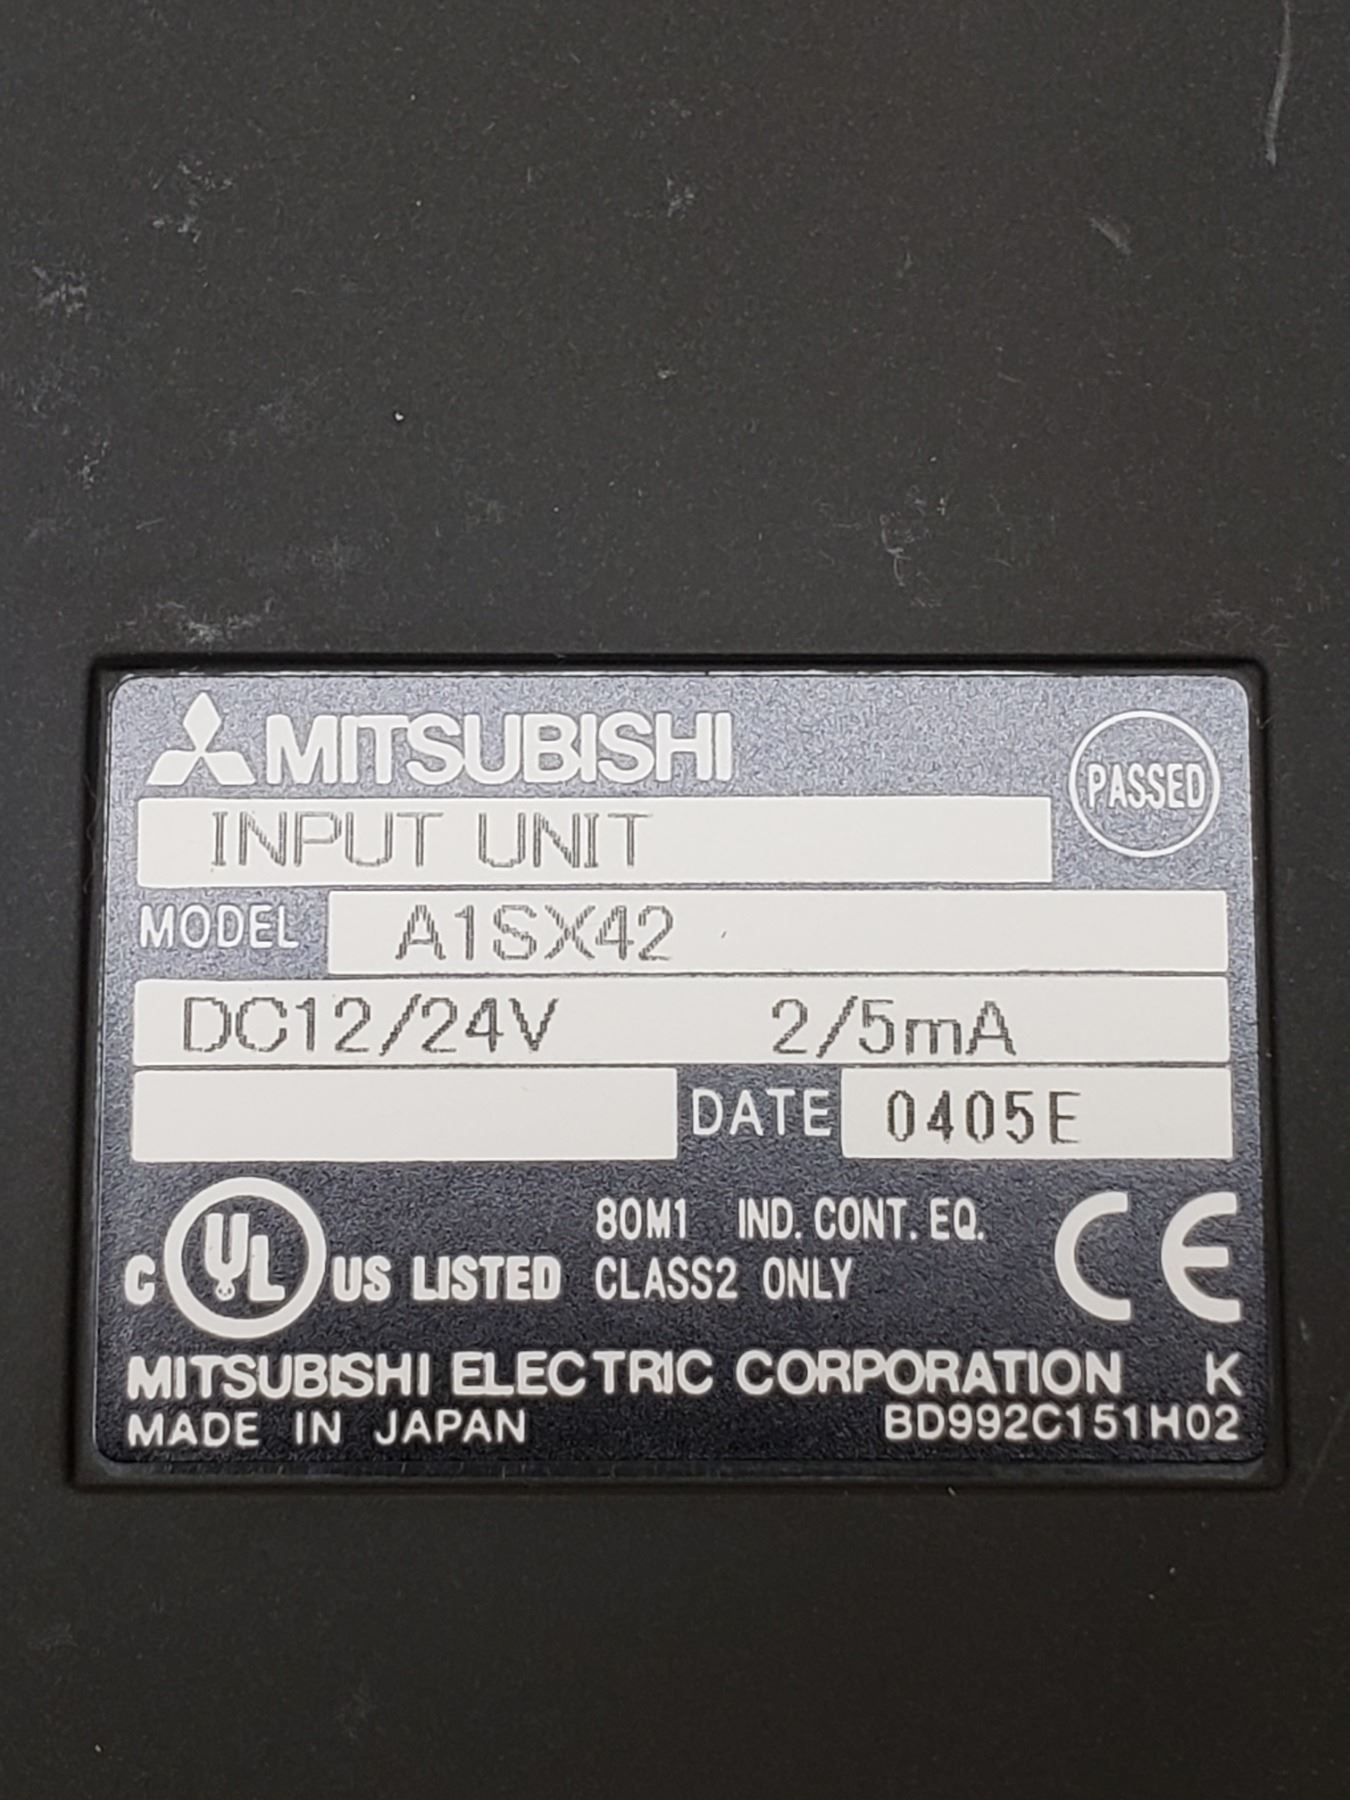 MITSUBISHI
PASSED
INPUT UNIT
MODEL A1SX42
DC12/24V 2/5mA
DATE 0405E
C UL US LISTED
80M1 IND. CONT. EQ.
CLASS2 ONLY
CE
MITSUBISHI ELECTRIC CORPORATION K
MADE IN JAPAN BD992C151H02